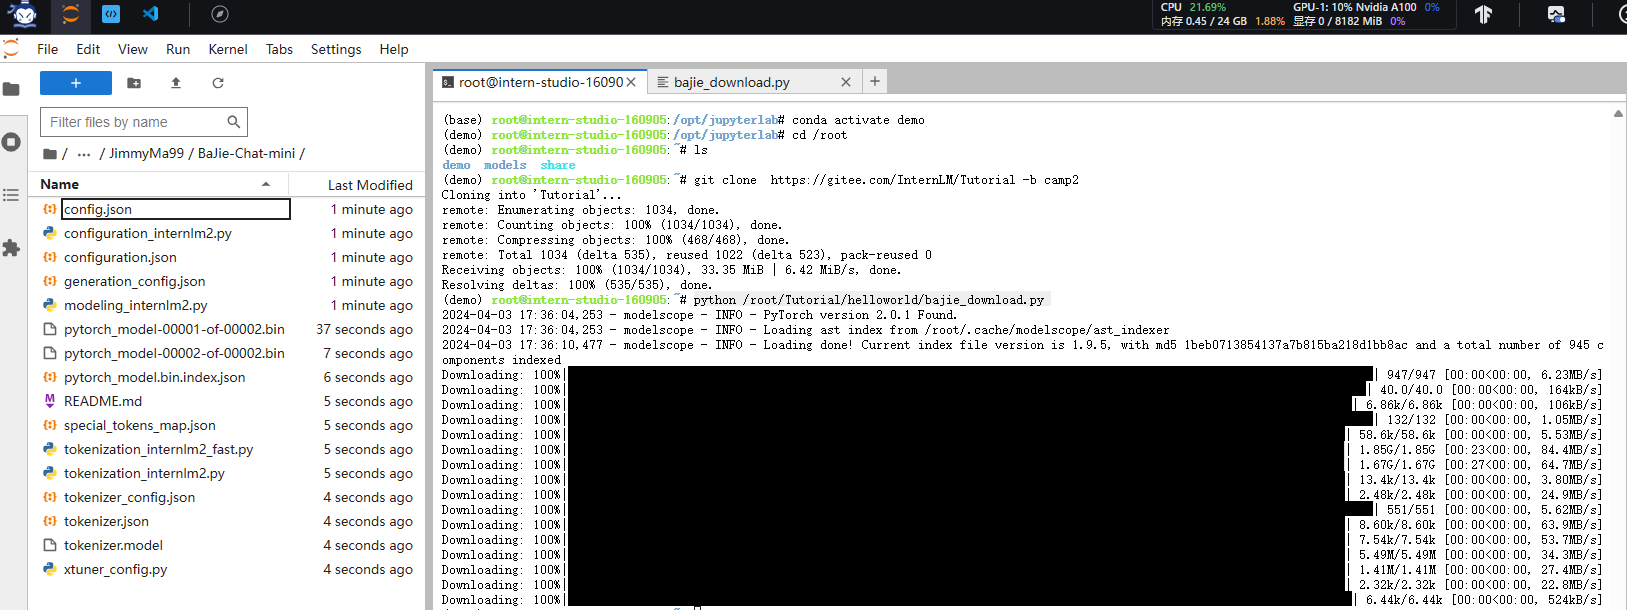 CPU 21.69% GPU-1: 10% Nvidia A100 0%
内存 0.45 / 24 GB 1.88% 显存 0 / 8182 MiB 0%
File Edit View Run Kernel Tabs Settings Help
+
Filter files by name
/ ... / JimmyMa99 / BaJie-Chat-mini /
Name Last Modified
config.json 1 minute ago
configuration_internlm2.py 1 minute ago
configuration.json 1 minute ago
generation_config.json 1 minute ago
modeling_internlm2.py 1 minute ago
pytorch_model-00001-of-00002.bin 37 seconds ago
pytorch_model-00002-of-00002.bin 7 seconds ago
pytorch_model.bin.index.json 6 seconds ago
README.md 5 seconds ago
special_tokens_map.json 5 seconds ago
tokenization_internlm2_fast.py 5 seconds ago
tokenization_internlm2.py 5 seconds ago
tokenizer_config.json 4 seconds ago
tokenizer.json 4 seconds ago
tokenizer.model 4 seconds ago
xtuner_config.py 4 seconds ago
root@intern-studio-16090 bajie_download.py +
(base) root@intern-studio-160905:/opt/jupyterlab# conda activate demo
(demo) root@intern-studio-160905:/opt/jupyterlab# cd /root
(demo) root@intern-studio-160905:~# ls
demo models share
(demo) root@intern-studio-160905:~# git clone  https://gitee.com/InternLM/Tutorial -b camp2
Cloning into 'Tutorial'...
remote: Enumerating objects: 1034, done.
remote: Counting objects: 100% (1034/1034), done.
remote: Compressing objects: 100% (468/468), done.
remote: Total 1034 (delta 535), reused 1022 (delta 523), pack-reused 0
Receiving objects: 100% (1034/1034), 33.35 MiB | 6.42 MiB/s, done.
Resolving deltas: 100% (535/535), done.
(demo) root@intern-studio-160905:~# python /root/Tutorial/helloworld/bajie_download.py
2024-04-03 17:36:04,253 - modelscope - INFO - PyTorch version 2.0.1 Found.
2024-04-03 17:36:04,253 - modelscope - INFO - Loading ast index from /root/.cache/modelscope/ast_indexer
2024-04-03 17:36:10,477 - modelscope - INFO - Loading done! Current index file version is 1.9.5, with md5 1beb0713854137a7b815ba218d1bb8ac and a total number of 945 c
omponents indexed
Downloading: 100%| | 947/947 [00:00<00:00, 6.23MB/s]
Downloading: 100%| | 40.0/40.0 [00:00<00:00, 164kB/s]
Downloading: 100%| | 6.86k/6.86k [00:00<00:00, 106kB/s]
Downloading: 100%| | 132/132 [00:00<00:00, 1.05MB/s]
Downloading: 100%| | 58.6k/58.6k [00:00<00:00, 5.53MB/s]
Downloading: 100%| | 1.85G/1.85G [00:23<00:00, 84.4MB/s]
Downloading: 100%| | 1.67G/1.67G [00:27<00:00, 64.7MB/s]
Downloading: 100%| | 13.4k/13.4k [00:00<00:00, 3.80MB/s]
Downloading: 100%| | 2.48k/2.48k [00:00<00:00, 24.9MB/s]
Downloading: 100%| | 551/551 [00:00<00:00, 5.62MB/s]
Downloading: 100%| | 8.60k/8.60k [00:00<00:00, 63.9MB/s]
Downloading: 100%| | 7.54k/7.54k [00:00<00:00, 53.7MB/s]
Downloading: 100%| | 5.49M/5.49M [00:00<00:00, 34.3MB/s]
Downloading: 100%| | 1.41M/1.41M [00:00<00:00, 27.4MB/s]
Downloading: 100%| | 2.32k/2.32k [00:00<00:00, 22.8MB/s]
Downloading: 100%| | 6.44k/6.44k [00:00<00:00, 524kB/s]